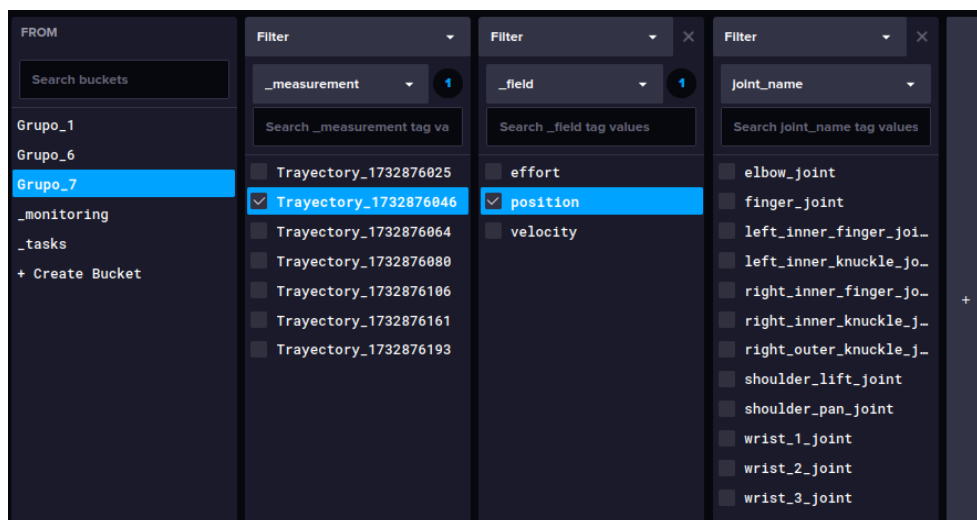 FROM
Search buckets
Grupo_1
Grupo_6
Grupo_7
_monitoring
_tasks
+ Create Bucket
Filter
_measurement
1
Search _measurement tag va
Trayectory_1732876025
Trayectory_1732876046
Trayectory_1732876064
Trayectory_1732876080
Trayectory_1732876106
Trayectory_1732876161
Trayectory_1732876193
Filter
_field
1
Search _field tag values
effort
position
velocity
Filter
joint_name
Search joint_name tag values
elbow_joint
finger_joint
left_inner_finger_joi…
left_inner_knuckle_jo…
right_inner_finger_jo…
right_inner_knuckle_j…
right_outer_knuckle_j…
shoulder_lift_joint
shoulder_pan_joint
wrist_1_joint
wrist_2_joint
wrist_3_joint
+